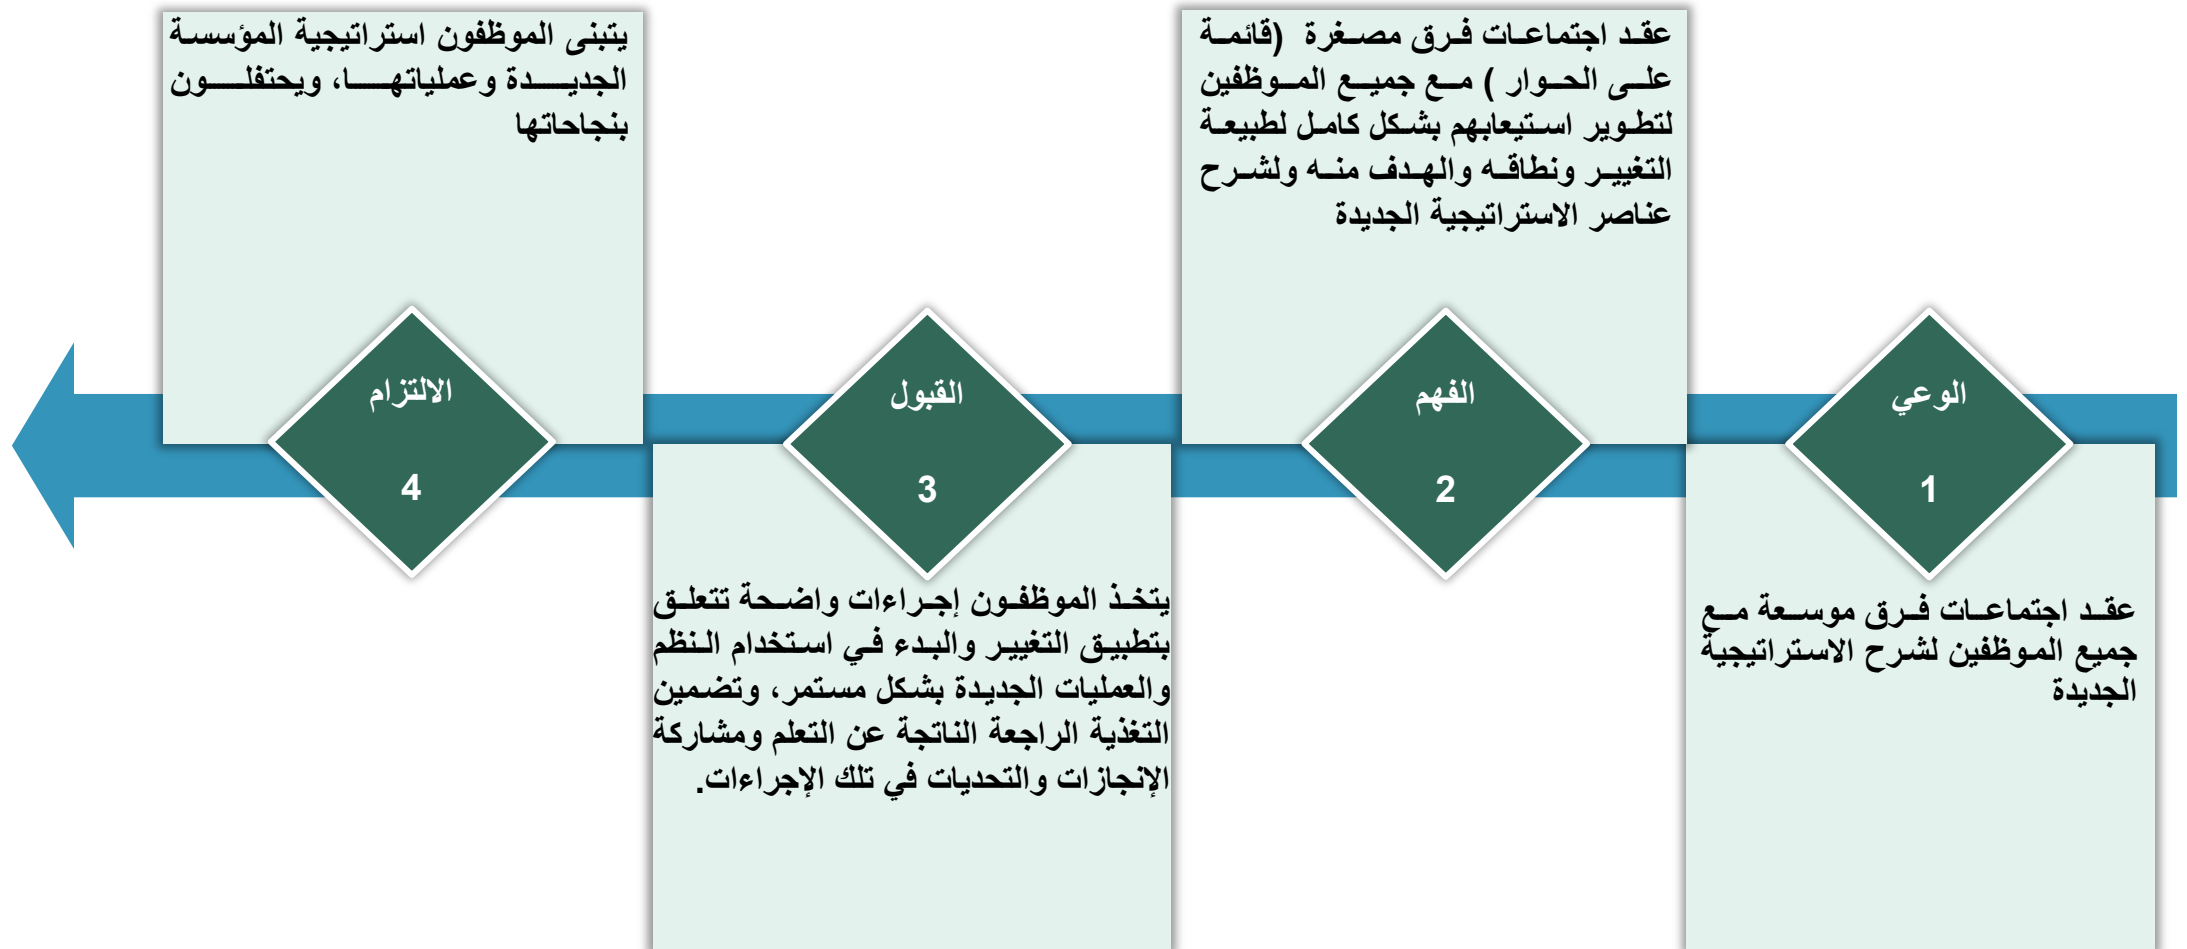 الوعي
1
عقد اجتماعات فرق موسعة مع
جميع الموظفين لشرح الاستراتيجية
الجديدة
عقد اجتماعات فرق مصغرة (قائمة
على الحوار ) مع جميع الموظفين
لتطوير استيعابهم بشكل كامل لطبيعة
التغيير ونطاقه والهدف منه ولشرح
عناصر الاستراتيجية الجديدة
الفهم
2
القبول
3
يتخذ الموظفون إجراءات واضحة تتعلق
بتطبيق التغيير والبدء في استخدام النظم
والعمليات الجديدة بشكل مستمر، وتضمين
التغذية الراجعة الناتجة عن التعلم ومشاركة
الإنجازات والتحديات في تلك الإجراءات.
يتبنى الموظفون استراتيجية المؤسسة
الجديدة وعملياتها، ويحتفلون
بنجاحاتها
الالتزام
4